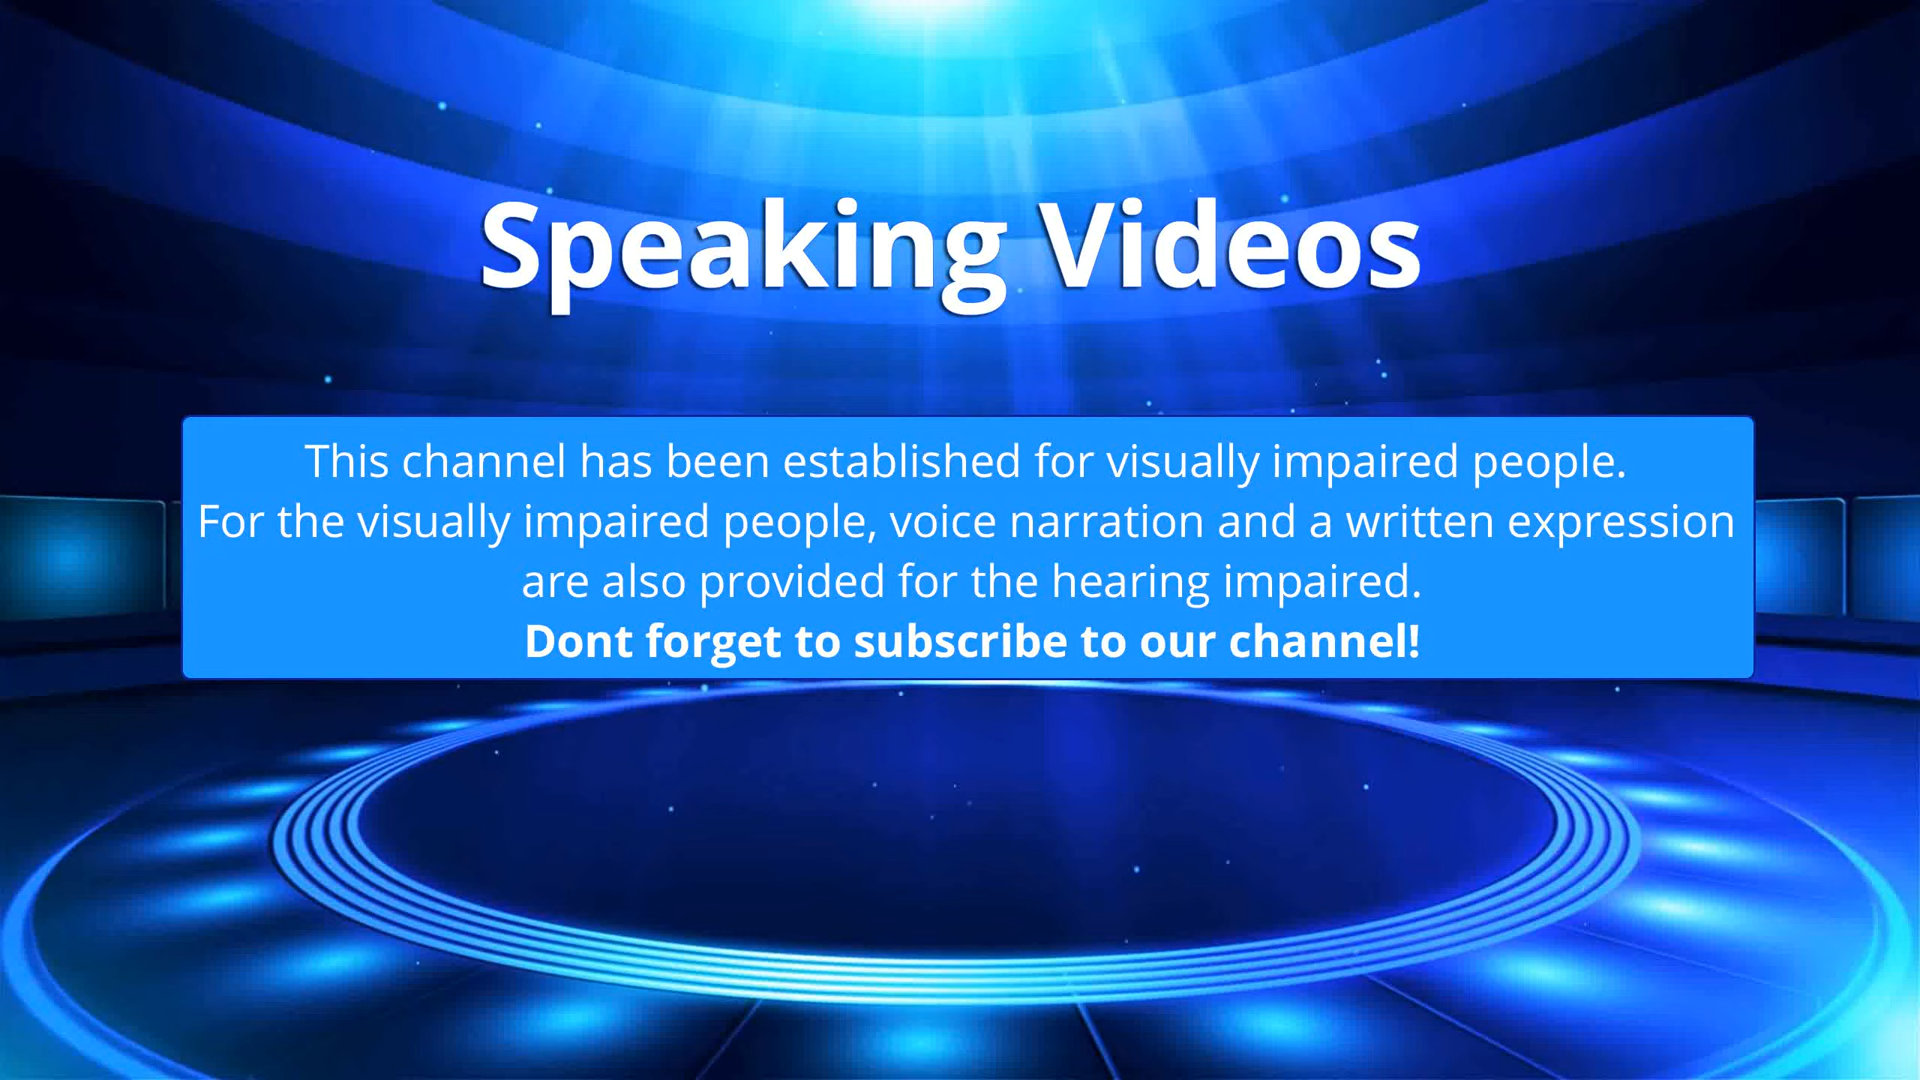 Speaking Videos
This channel has been established for visually impaired people.
For the visually impaired people, voice narration and a written expression
are also provided for the hearing impaired.
Dont forget to subscribe to our channel!